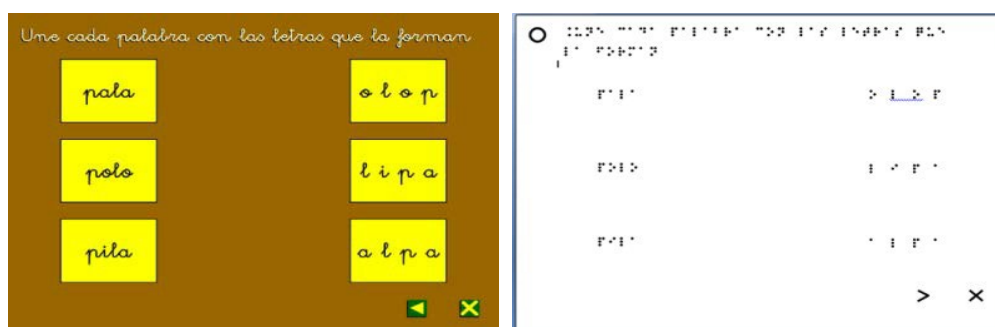 Une cada palabra con las letras que la forman
pala
o l o p
polo
l i p a
pila
a l p a
⠨⠥⠝⠑ ⠉⠁⠙⠁ ⠏⠁⠇⠁⠃⠗⠁ ⠉⠕⠝ ⠇⠁⠎ ⠇⠑⠞⠗⠁⠎ ⠟⠥⠑
⠇⠁ ⠋⠕⠗⠍⠁⠝
⠏⠁⠇⠁
⠕ ⠇ ⠕ ⠏
⠏⠕⠇⠕
⠇ ⠊ ⠏ ⠁
⠏⠊⠇⠁
⠁ ⠇ ⠏ ⠁